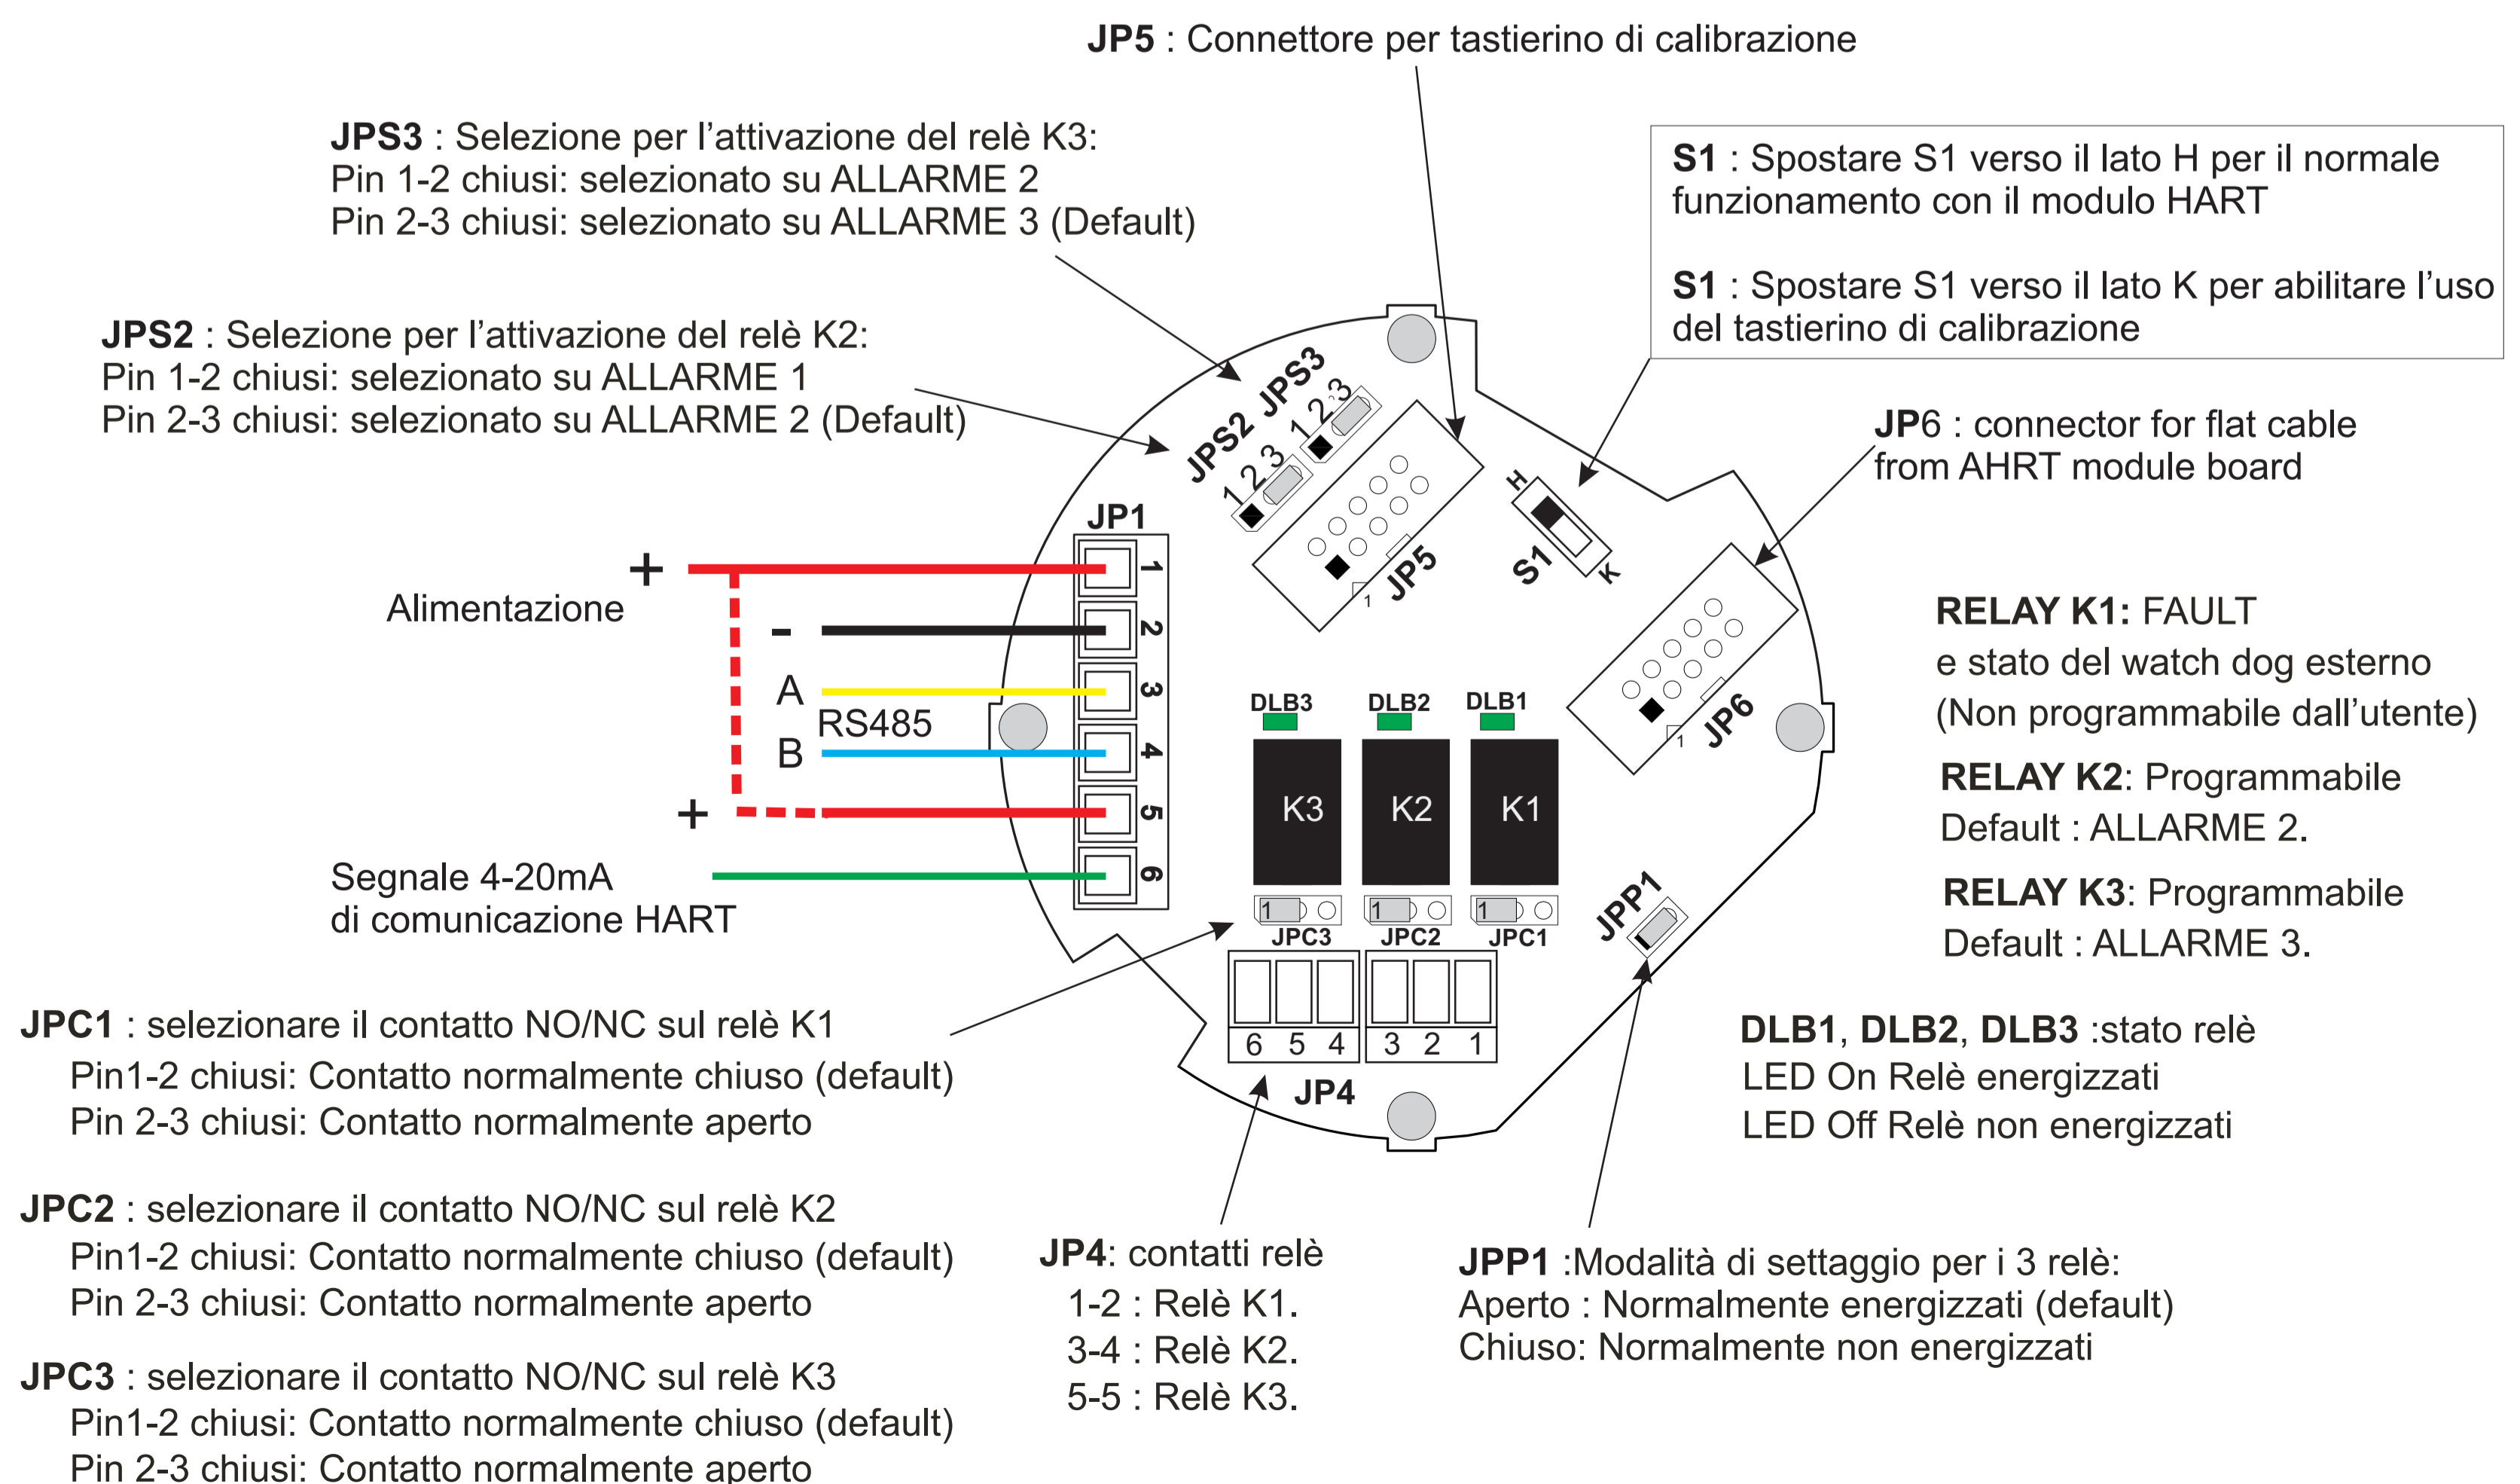 JP5 : Connettore per tastierino di calibrazione
JPS3 : Selezione per l'attivazione del relè K3:
Pin 1-2 chiusi: selezionato su ALLARME 2
Pin 2-3 chiusi: selezionato su ALLARME 3 (Default)
S1 : Spostare S1 verso il lato H per il normale
funzionamento con il modulo HART
S1 : Spostare S1 verso il lato K per abilitare l'uso
del tastierino di calibrazione
JPS2 : Selezione per l'attivazione del relè K2:
Pin 1-2 chiusi: selezionato su ALLARME 1
Pin 2-3 chiusi: selezionato su ALLARME 2 (Default)
JP6 : connector for flat cable
from AHRT module board
JPS2 JPS3
1 2 3
1 2 3
JP5
1
H
S1
K
JP6
1
JP1
1
2
3
4
5
6
+
Alimentazione
-
A
RS485
B
+
Segnale 4-20mA
di comunicazione HART
DLB3 DLB2 DLB1
K3 K2 K1
1 1 1
JPC3 JPC2 JPC1
JPP1
6 5 4 3 2 1
JP4
RELAY K1: FAULT
e stato del watch dog esterno
(Non programmabile dall'utente)
RELAY K2: Programmabile
Default : ALLARME 2.
RELAY K3: Programmabile
Default : ALLARME 3.
DLB1, DLB2, DLB3 :stato relè
LED On Relè energizzati
LED Off Relè non energizzati
JPC1 : selezionare il contatto NO/NC sul relè K1
Pin1-2 chiusi: Contatto normalmente chiuso (default)
Pin 2-3 chiusi: Contatto normalmente aperto
JPC2 : selezionare il contatto NO/NC sul relè K2
Pin1-2 chiusi: Contatto normalmente chiuso (default)
Pin 2-3 chiusi: Contatto normalmente aperto
JPC3 : selezionare il contatto NO/NC sul relè K3
Pin1-2 chiusi: Contatto normalmente chiuso (default)
Pin 2-3 chiusi: Contatto normalmente aperto
JP4: contatti relè
1-2 : Relè K1.
3-4 : Relè K2.
5-5 : Relè K3.
JPP1 :Modalità di settaggio per i 3 relè:
Aperto : Normalmente energizzati (default)
Chiuso: Normalmente non energizzati